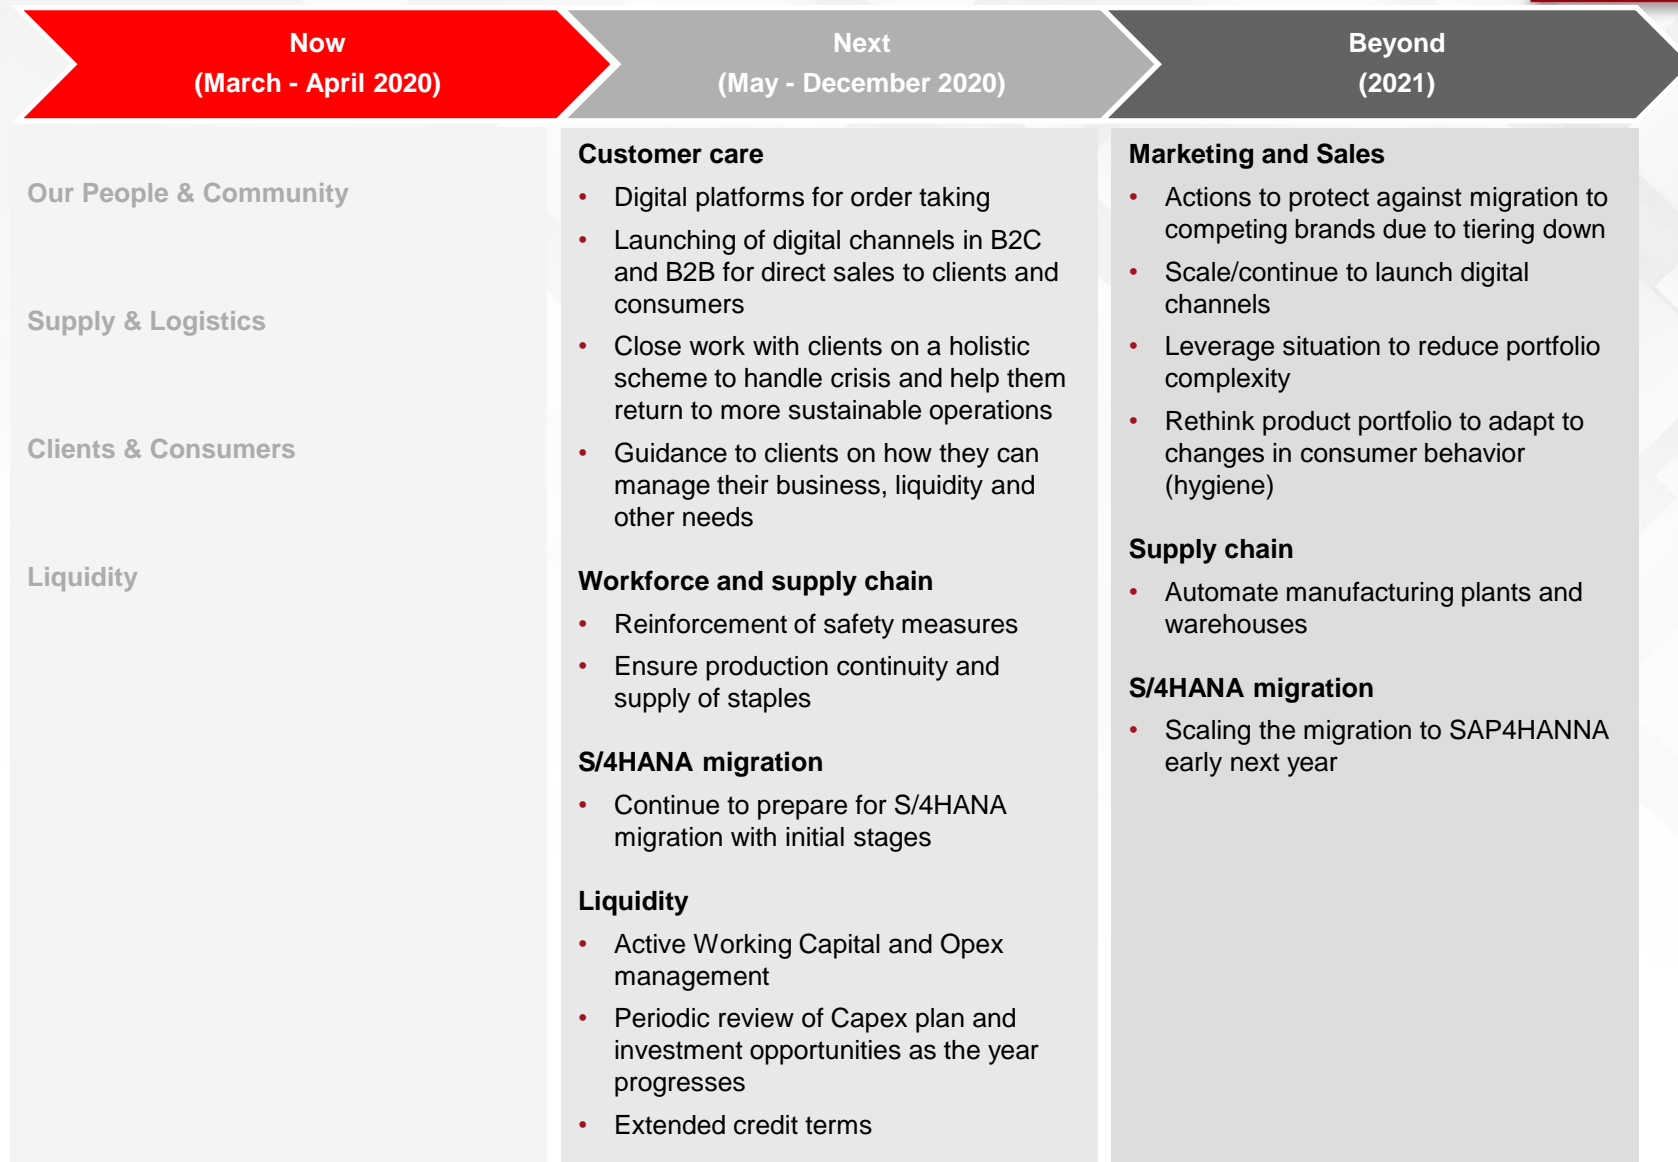 Now
(March - April 2020)
Next
(May - December 2020)
Beyond
(2021)
Our People & Community
Supply & Logistics
Clients & Consumers
Liquidity
Customer care
• Digital platforms for order taking
• Launching of digital channels in B2C
and B2B for direct sales to clients and
consumers
• Close work with clients on a holistic
scheme to handle crisis and help them
return to more sustainable operations
• Guidance to clients on how they can
manage their business, liquidity and
other needs
Workforce and supply chain
• Reinforcement of safety measures
• Ensure production continuity and
supply of staples
S/4HANA migration
• Continue to prepare for S/4HANA
migration with initial stages
Liquidity
• Active Working Capital and Opex
management
• Periodic review of Capex plan and
investment opportunities as the year
progresses
• Extended credit terms
Marketing and Sales
• Actions to protect against migration to
competing brands due to tiering down
• Scale/continue to launch digital
channels
• Leverage situation to reduce portfolio
complexity
• Rethink product portfolio to adapt to
changes in consumer behavior
(hygiene)
Supply chain
• Automate manufacturing plants and
warehouses
S/4HANA migration
• Scaling the migration to SAP4HANNA
early next year